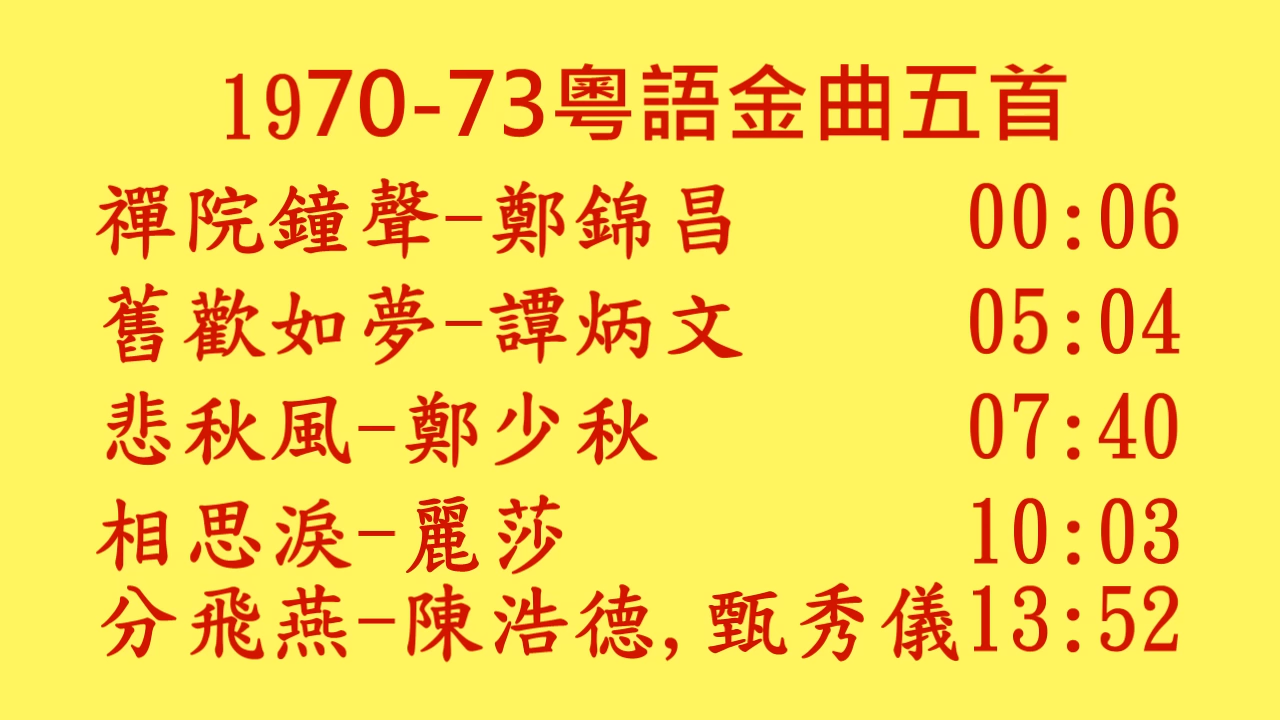 1970-73粵語金曲五首
禪院鐘聲-鄭錦昌 00:06
舊歡如夢-譚炳文 05:04
悲秋風-鄭少秋 07:40
相思淚-麗莎 10:03
分飛燕-陳浩德,甄秀儀13:52